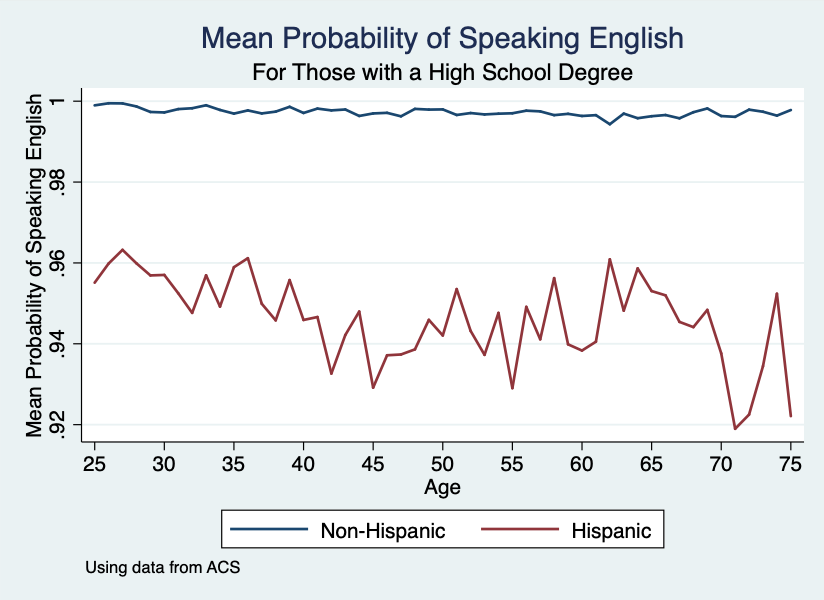 Mean Probability of Speaking English
For Those with a High School Degree
Mean Probability of Speaking English
1
.98
.96
.94
.92
25 30 35 40 45 50 55 60 65 70 75
Age
Non-Hispanic Hispanic
Using data from ACS